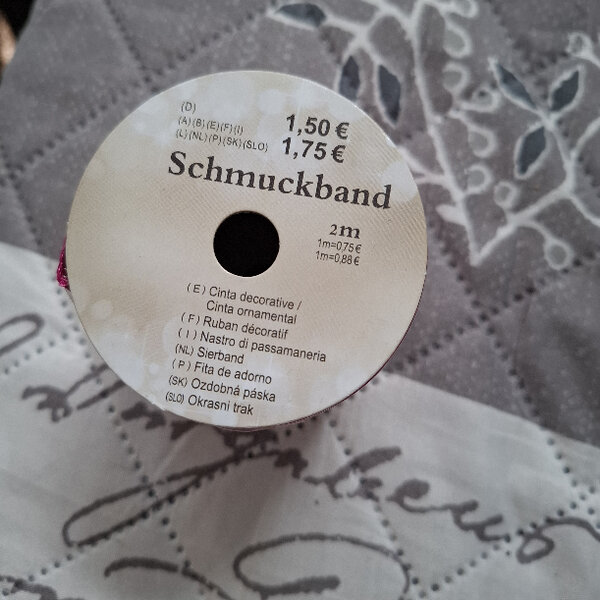 (D) 1,50 €
(A)(B)(E)(F)(I)
(L)(NL)(P)(SK)(SLO) 1,75 €
Schmuckband
2m
1m=0,75€
1m=0,88€
(E) Cinta decorative /
Cinta ornamental
(F) Ruban décoratif
(I) Nastro di passamaneria
(NL) Sierband
(P) Fita de adorno
(SK) Ozdobná páska
(SLO) Okrasni trak